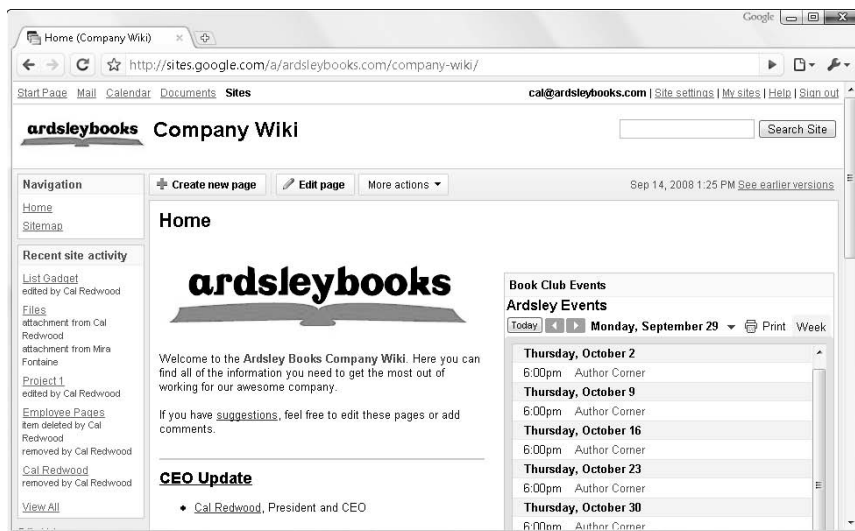 Google
Home (Company Wiki)
http://sites.google.com/a/ardsleybooks.com/company-wiki/
Start Page Mail Calendar Documents Sites
cal@ardsleybooks.com | Site settings | My sites | Help | Sign out
ardsleybooks
Company Wiki
Search Site
Navigation
Home
Sitemap
Recent site activity
List Gadget
edited by Cal Redwood
Files
attachment from Cal
Redwood
attachment from Mira
Fontaine
Project 1
edited by Cal Redwood
Employee Pages
item deleted by Cal
Redwood
removed by Cal Redwood
Cal Redwood
removed by Cal Redwood
View All
Create new page
Edit page
More actions
Sep 14, 2008 1:25 PM See earlier versions
Home
ardsleybooks
Welcome to the Ardsley Books Company Wiki. Here you can
find all of the information you need to get the most out of
working for our awesome company.
If you have suggestions, feel free to edit these pages or add
comments.
CEO Update
Cal Redwood, President and CEO
Book Club Events
Ardsley Events
Today Monday, September 29 Print Week
Thursday, October 2
6:00pm Author Corner
Thursday, October 9
6:00pm Author Corner
Thursday, October 16
6:00pm Author Corner
Thursday, October 23
6:00pm Author Corner
Thursday, October 30
6:00pm Author Corner